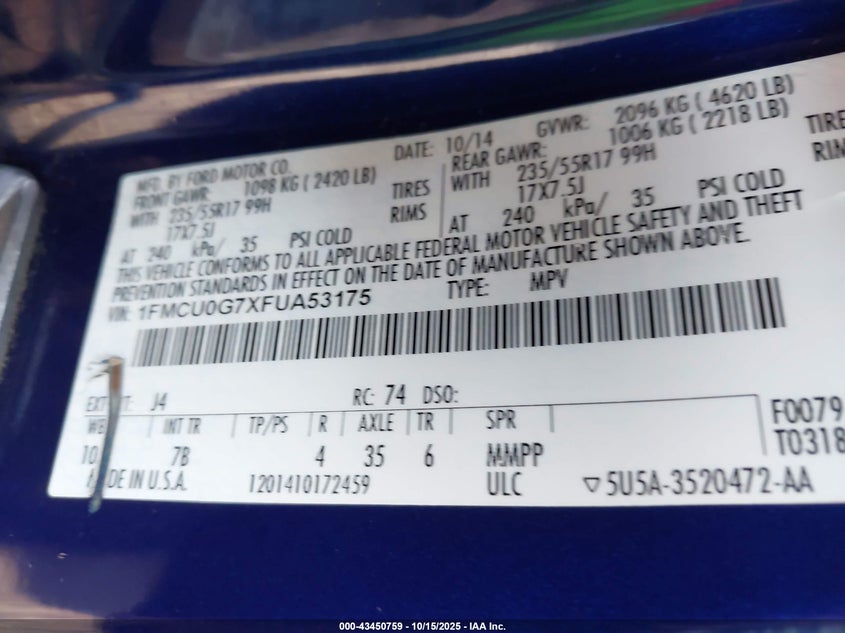 MFD. BY FORD MOTOR CO. DATE: 10/14 GVWR: 2096 KG ( 4620 LB)
FRONT GAWR: 1098 KG ( 2420 LB) REAR GAWR: 1006 KG ( 2218 LB)
WITH 235/55R17 99H TIRES WITH 235/55R17 99H TIRE
17X7.5J RIMS 17X7.5J RIM
AT 240 kPa/ 35 PSI COLD AT 240 kPa/ 35 PSI COLD
THIS VEHICLE CONFORMS TO ALL APPLICABLE FEDERAL MOTOR VEHICLE SAFETY AND THEFT
PREVENTION STANDARDS IN EFFECT ON THE DATE OF MANUFACTURE SHOWN ABOVE.
VIN: 1FMCU0G7XFUA53175 TYPE: MPV
EXT J4 RC: 74 DSO:
WB INT TR TP/PS R AXLE TR SPR F0079
10 7B 4 35 6 MMPP T0318
DE IN U.S.A. 1201410172459 ULC 5U5A-3520472-AA
000-43450759 - 10/15/2025 - IAA Inc.